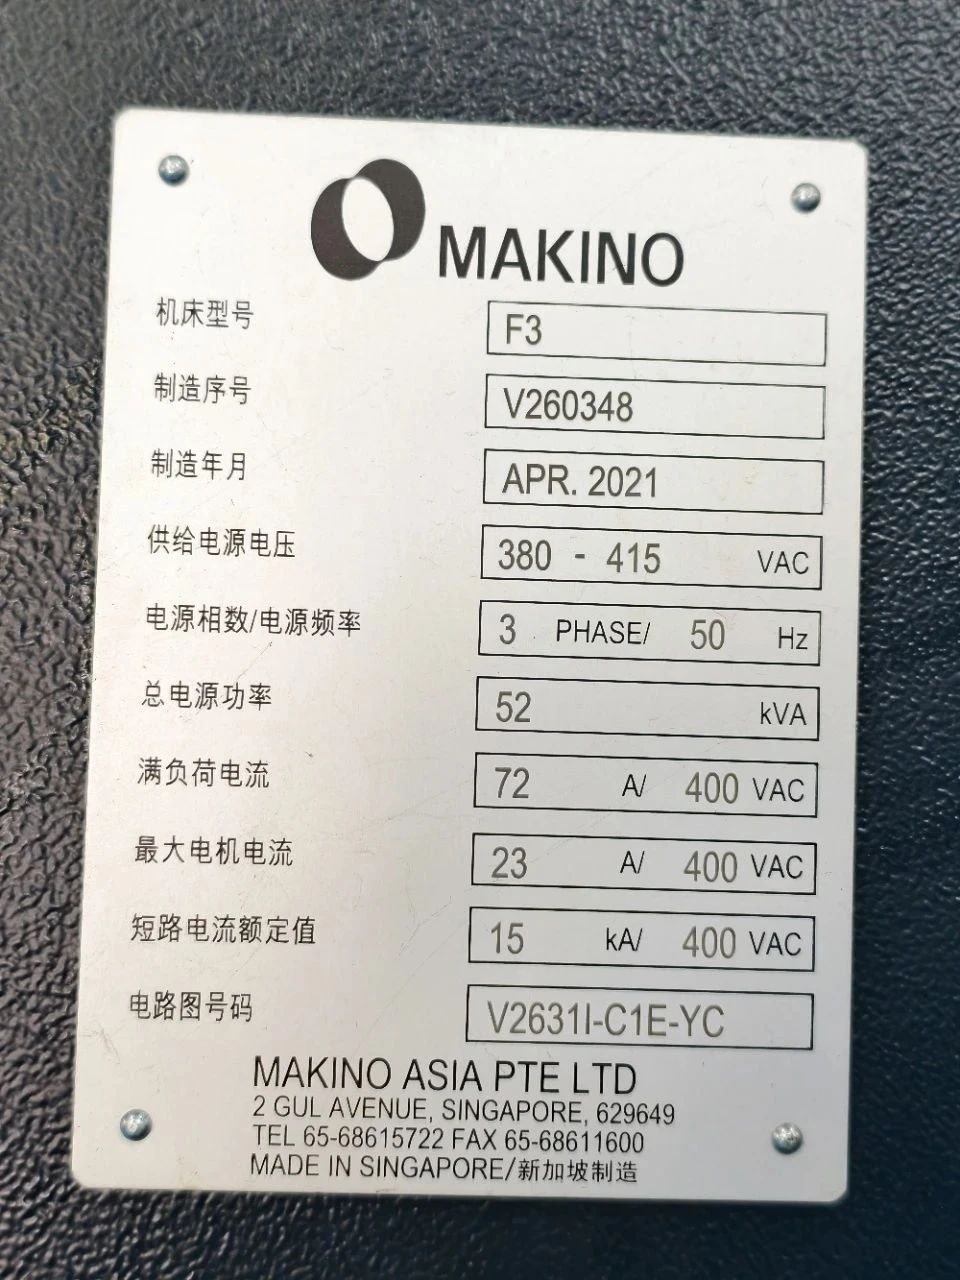 MAKINO
机床型号 F3
制造序号 V260348
制造年月 APR. 2021
供给电源电压 380 - 415 VAC
电源相数/电源频率 3 PHASE/ 50 Hz
总电源功率 52 kVA
满负荷电流 72 A/ 400 VAC
最大电机电流 23 A/ 400 VAC
短路电流额定值 15 kA/ 400 VAC
电路图号码 V2631I-C1E-YC
MAKINO ASIA PTE LTD
2 GUL AVENUE, SINGAPORE, 629649
TEL 65-68615722 FAX 65-68611600
MADE IN SINGAPORE/新加坡制造